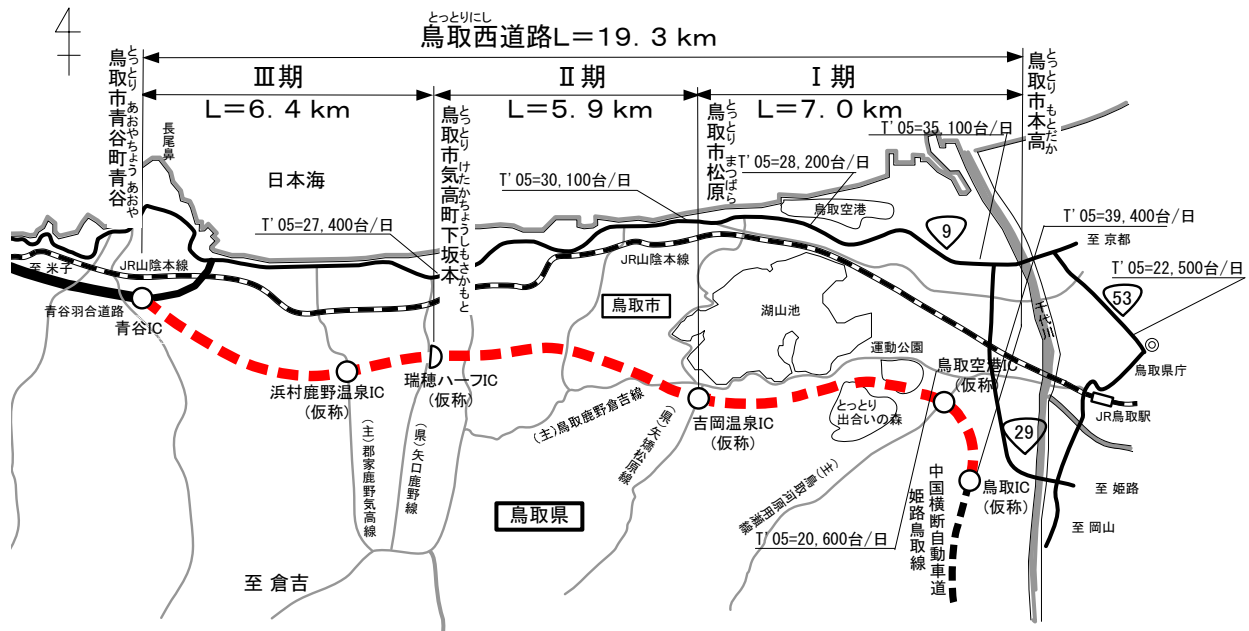 とっとりにし
鳥取西道路L=19.3km
Ⅲ期
L=6.4km
Ⅱ期
L=5.9km
Ⅰ期
L=7.0km
とっとり あおやちょう あおや
鳥取市青谷町青谷
とっとり けたかちょうしもさかもと
鳥取市気高町下坂本
とっとり まつばら
鳥取市松原
とっとり もとだか
鳥取市本高
長尾鼻
日本海
T'05=27,400台/日
T'05=30,100台/日
T'05=28,200台/日
T'05=35,100台/日
T'05=39,400台/日
T'05=22,500台/日
鳥取空港
9
至 京都
53
至 米子
JR山陰本線
JR山陰本線
鳥取市
湖山池
千代川
鳥取県庁
青谷羽合道路
青谷IC
運動公園
鳥取空港IC
(仮称)
浜村鹿野温泉IC
(仮称)
瑞穂ハーフIC
(仮称)
吉岡温泉IC
(仮称)
とっとり
出合いの森
JR鳥取駅
29
(主)鳥取鹿野倉吉線
(県)矢矯松原線
(主)郡家鹿野気高線
(県)矢口鹿野線
(主)鳥取河原用瀬線
鳥取IC
(仮称)
至 姫路
至 岡山
中国横断自動車道
姫路鳥取線
鳥取県
T'05=20,600台/日
至 倉吉